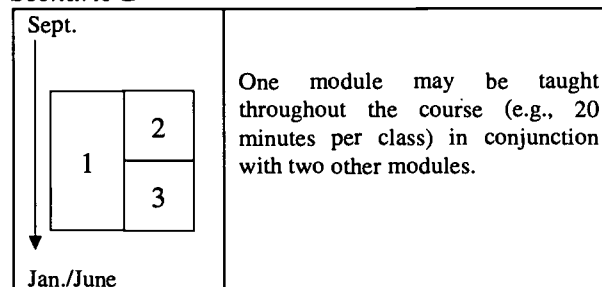 Sept.
1
2
3
Jan./June
One module may be taught
throughout the course (e.g., 20
minutes per class) in conjunction
with two other modules.